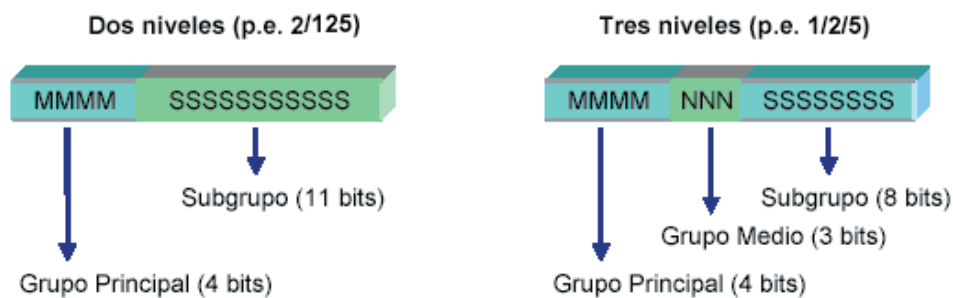 Dos niveles (p.e. 2/125)
MMMM SSSSSSSSSSS
Subgrupo (11 bits)
Grupo Principal (4 bits)
Tres niveles (p.e. 1/2/5)
MMMM NNN SSSSSSSS
Subgrupo (8 bits)
Grupo Medio (3 bits)
Grupo Principal (4 bits)